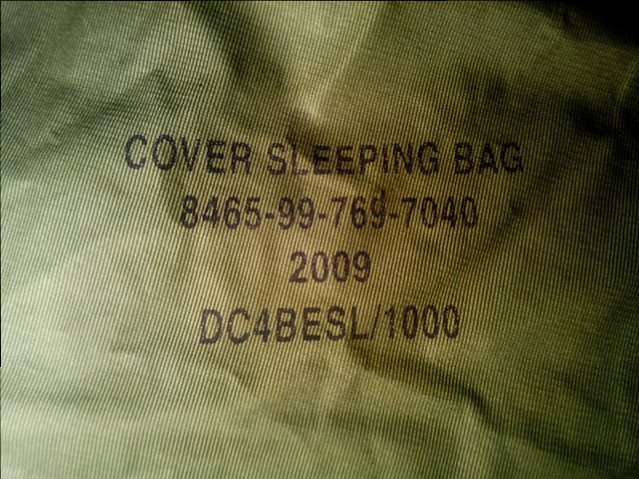 COVER SLEEPING BAG
8465-99-769-7040
2009
DC4BESL/1000